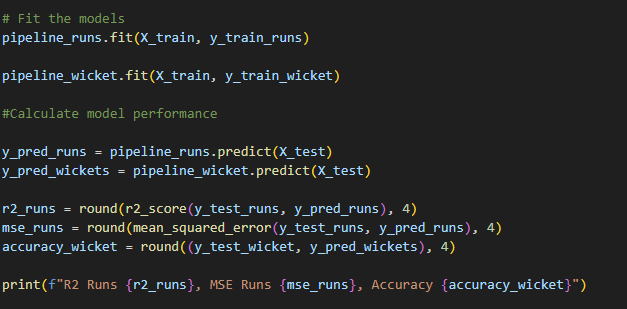 # Fit the models
pipeline_runs.fit(X_train, y_train_runs)
pipeline_wicket.fit(X_train, y_train_wicket)
#Calculate model performance
y_pred_runs = pipeline_runs.predict(X_test)
y_pred_wickets = pipeline_wicket.predict(X_test)
r2_runs = round(r2_score(y_test_runs, y_pred_runs), 4)
mse_runs = round(mean_squared_error(y_test_runs, y_pred_runs), 4)
accuracy_wicket = round((y_test_wicket, y_pred_wickets), 4)
print(f"R2 Runs {r2_runs}, MSE Runs {mse_runs}, Accuracy {accuracy_wicket}")